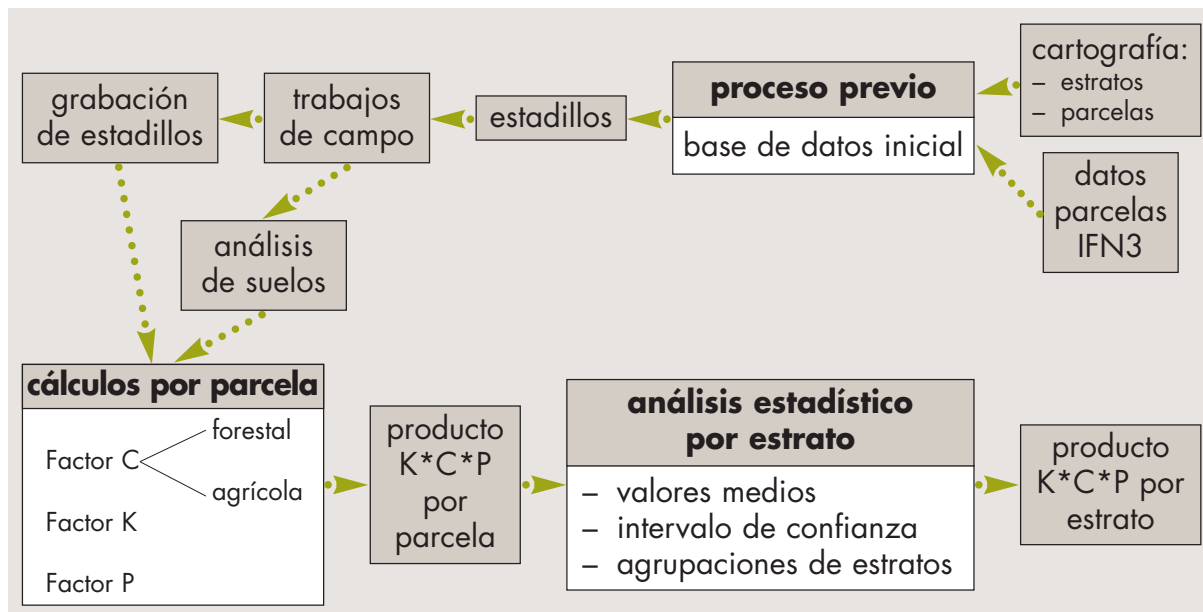 cartografía:
– estratos
– parcelas
datos
parcelas
IFN3
proceso previo
base de datos inicial
estadillos
trabajos
de campo
grabación
de estadillos
análisis
de suelos
cálculos por parcela
Factor C
forestal
agrícola
Factor K
Factor P
producto
K*C*P
por
parcela
análisis estadístico
por estrato
– valores medios
– intervalo de confianza
– agrupaciones de estratos
producto
K*C*P por
estrato